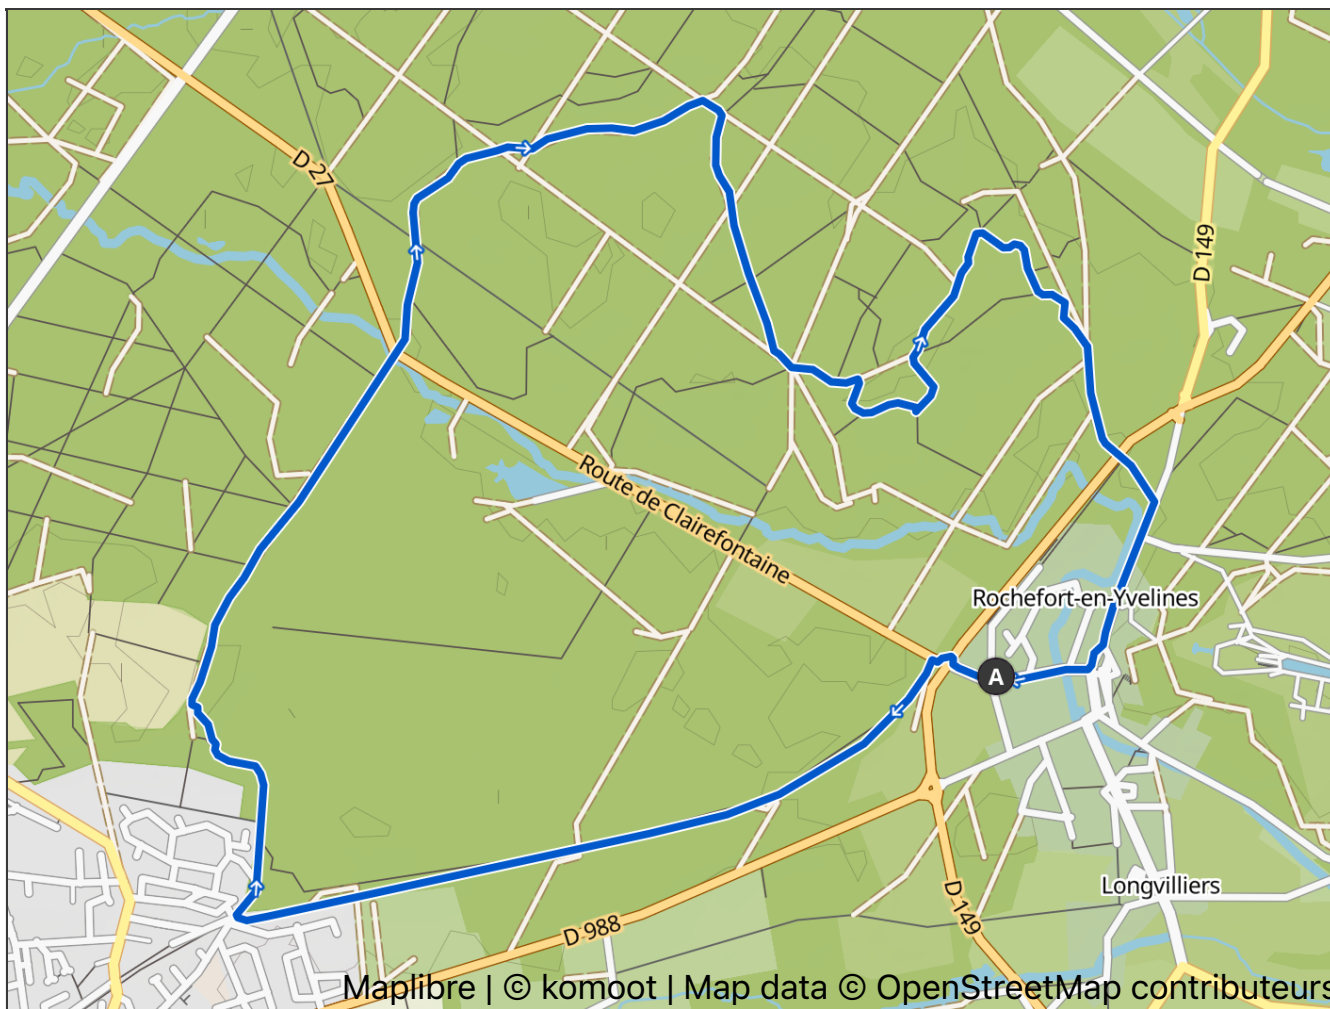 D 27
D 149
Route de Clairefontaine
Rochefort-en-Yvelines
A
Longvilliers
D 149
D 988
Maplibre | © komoot | Map data © OpenStreetMap contributeurs